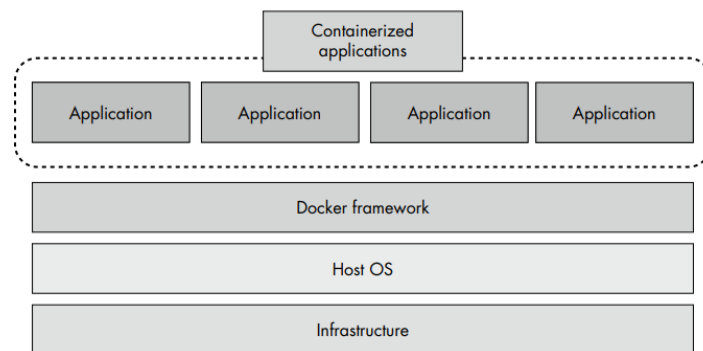 Containerized
applications
Application
Application
Application
Application
Docker framework
Host OS
Infrastructure